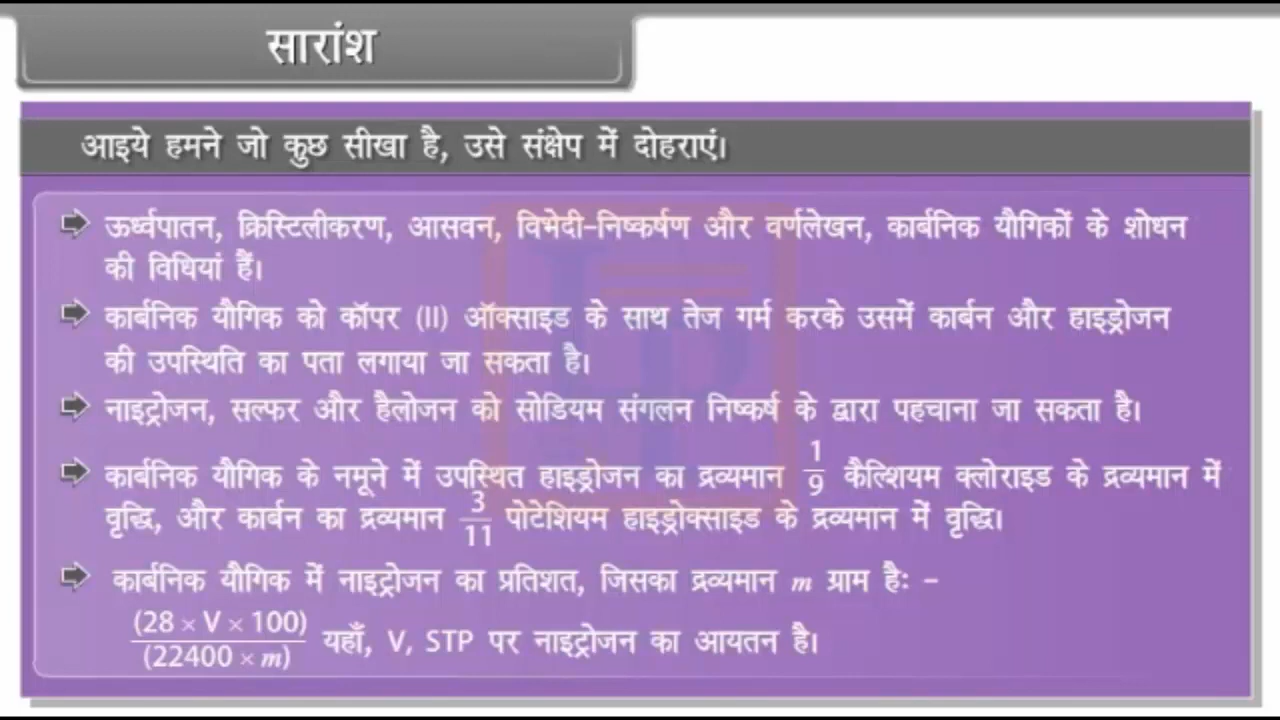 सारांश
आइये हमने जो कुछ सीखा है, उसे संक्षेप में दोहराएं।
ऊर्ध्वपातन, क्रिस्टिलीकरण, आसवन, विभेदी-निष्कर्षण और वर्णलेखन, कार्बनिक यौगिकों के शोधन
की विधियां हैं।
कार्बनिक यौगिक को कॉपर (II) ऑक्साइड के साथ तेज गर्म करके उसमें कार्बन और हाइड्रोजन
की उपस्थिति का पता लगाया जा सकता है।
नाइट्रोजन, सल्फर और हैलोजन को सोडियम संगलन निष्कर्ष के द्वारा पहचाना जा सकता है।
कार्बनिक यौगिक के नमूने में उपस्थित हाइड्रोजन का द्रव्यमान 1/9 कैल्शियम क्लोराइड के द्रव्यमान में
वृद्धि, और कार्बन का द्रव्यमान 3/11 पोटेशियम हाइड्रोक्साइड के द्रव्यमान में वृद्धि।
कार्बनिक यौगिक में नाइट्रोजन का प्रतिशत, जिसका द्रव्यमान m ग्राम हैः –
(28 × V × 100)/(22400 × m) यहाँ, V, STP पर नाइट्रोजन का आयतन है।